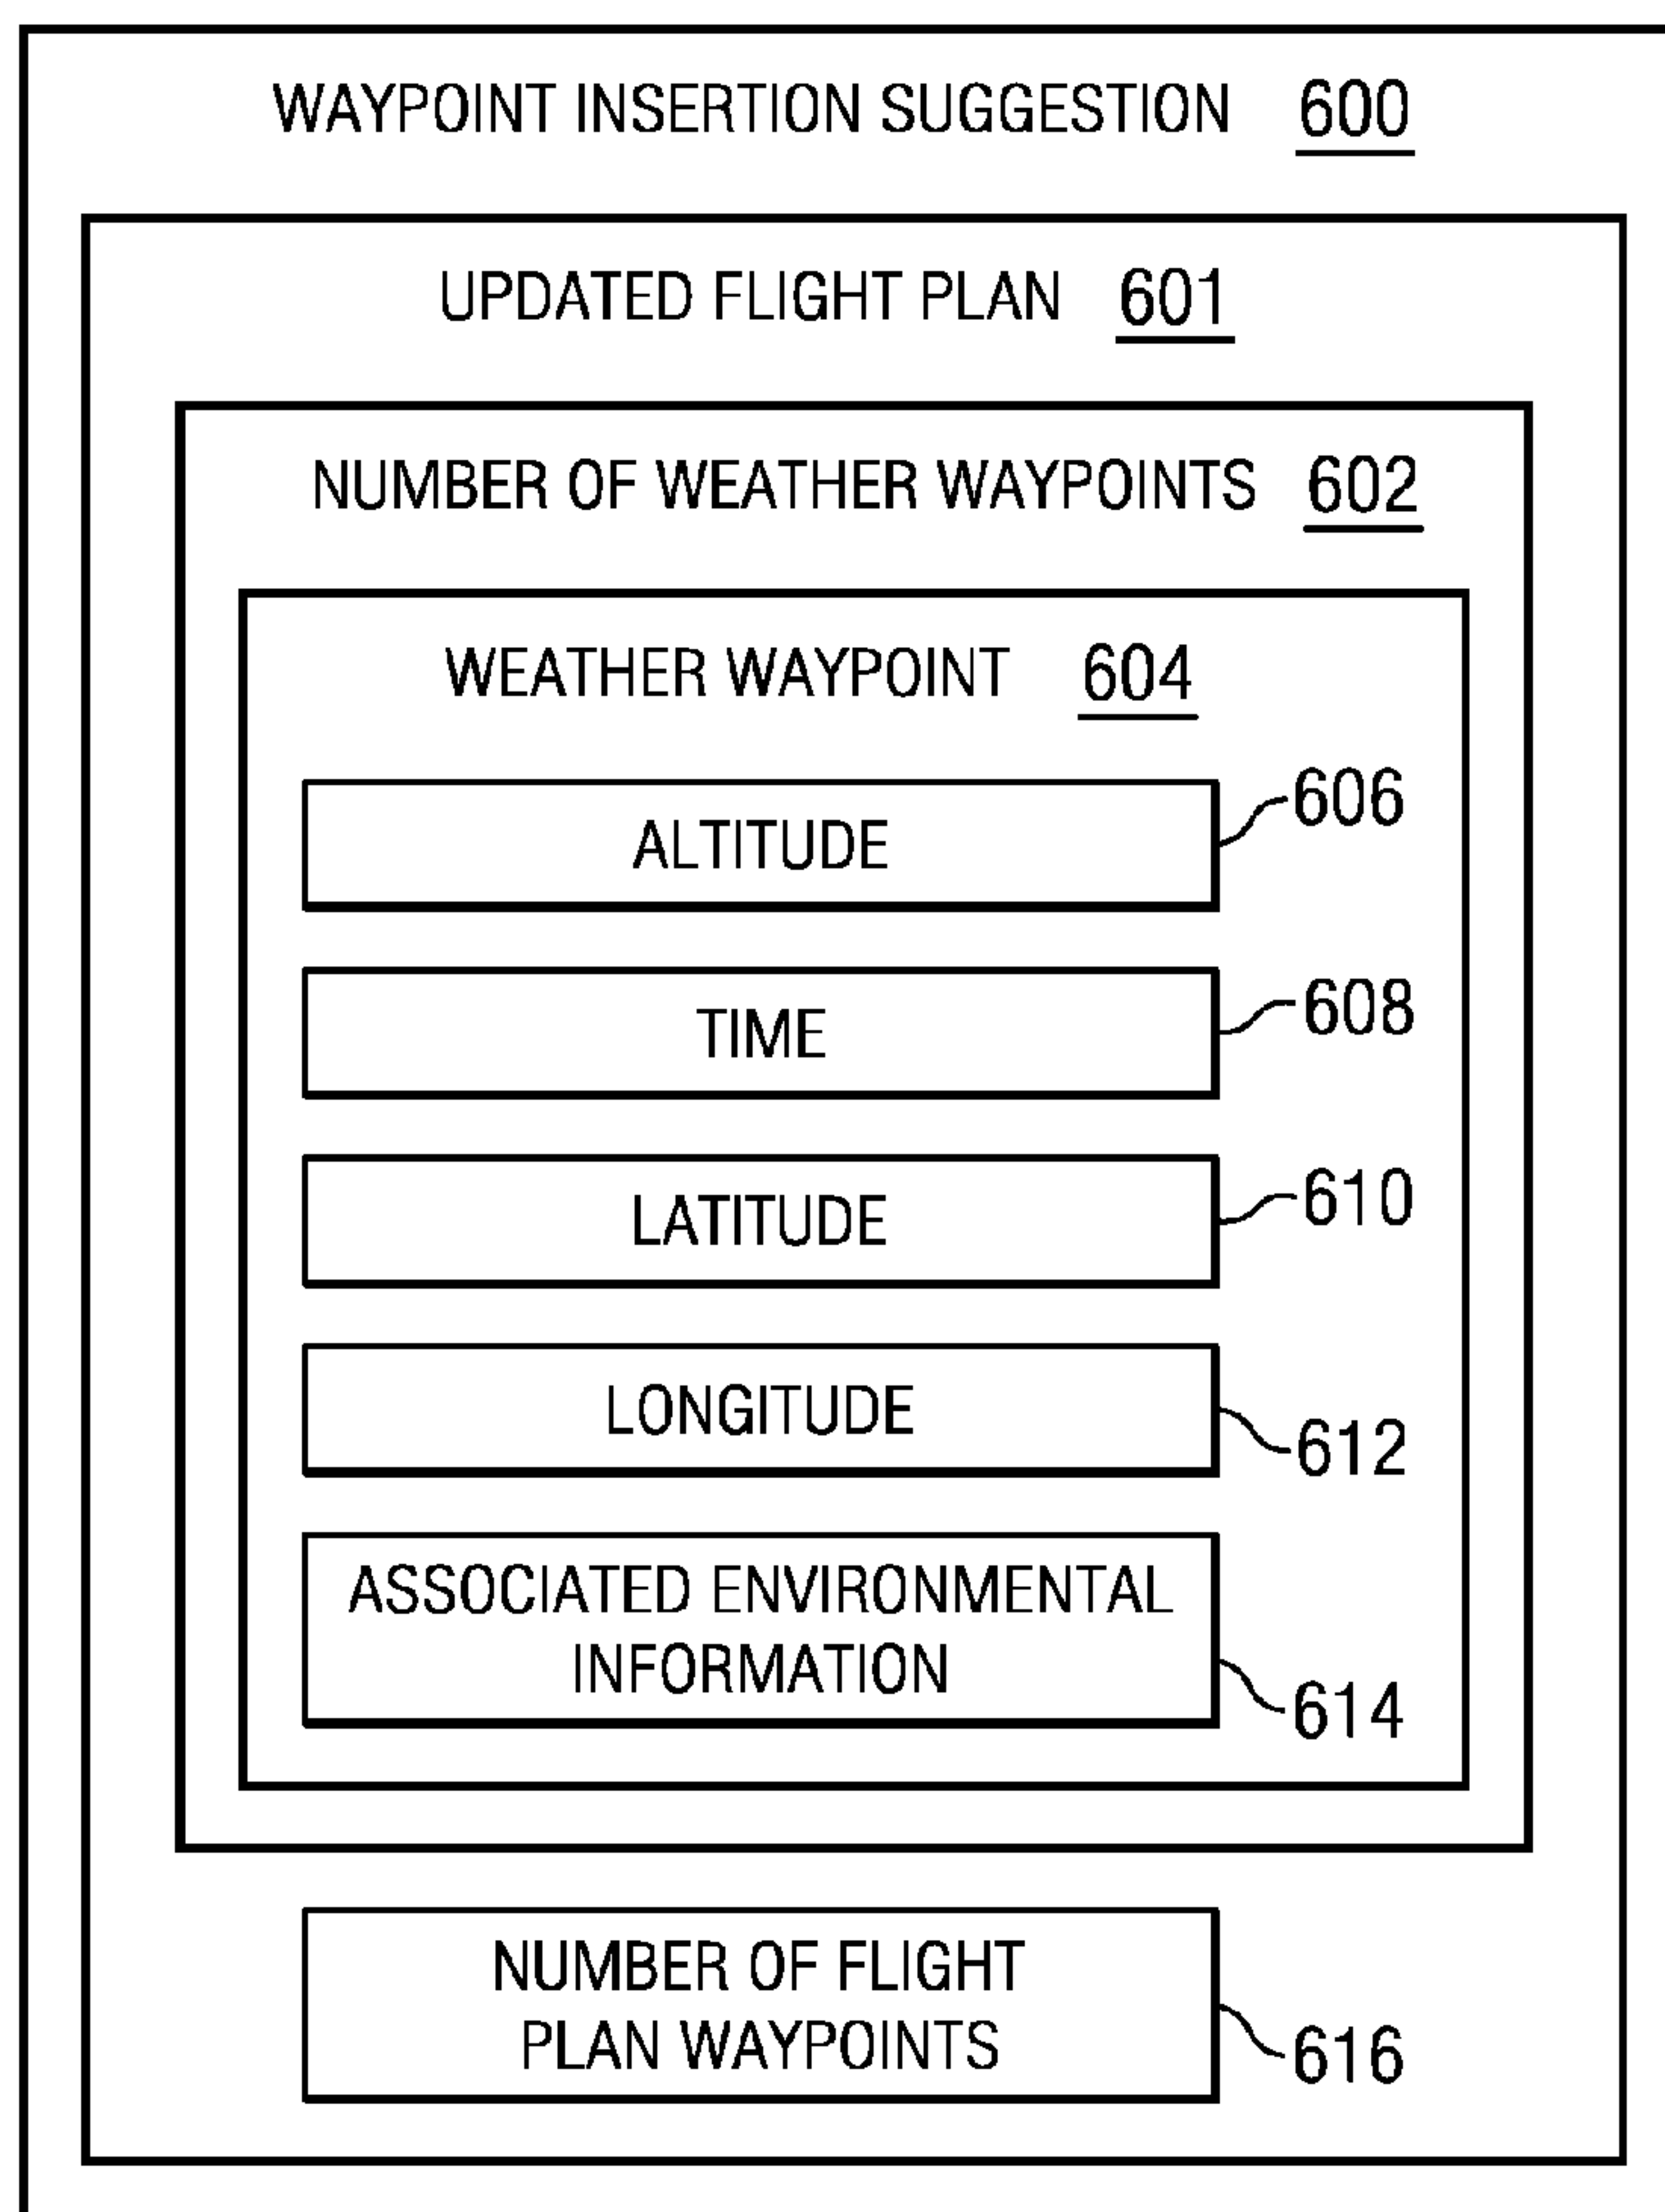 WAYPOINT INSERTION SUGGESTION 600
UPDATED FLIGHT PLAN 601
NUMBER OF WEATHER WAYPOINTS 602
WEATHER WAYPOINT 604
ALTITUDE 606
TIME 608
LATITUDE 610
LONGITUDE 612
ASSOCIATED ENVIRONMENTAL
INFORMATION 614
NUMBER OF FLIGHT
PLAN WAYPOINTS 616